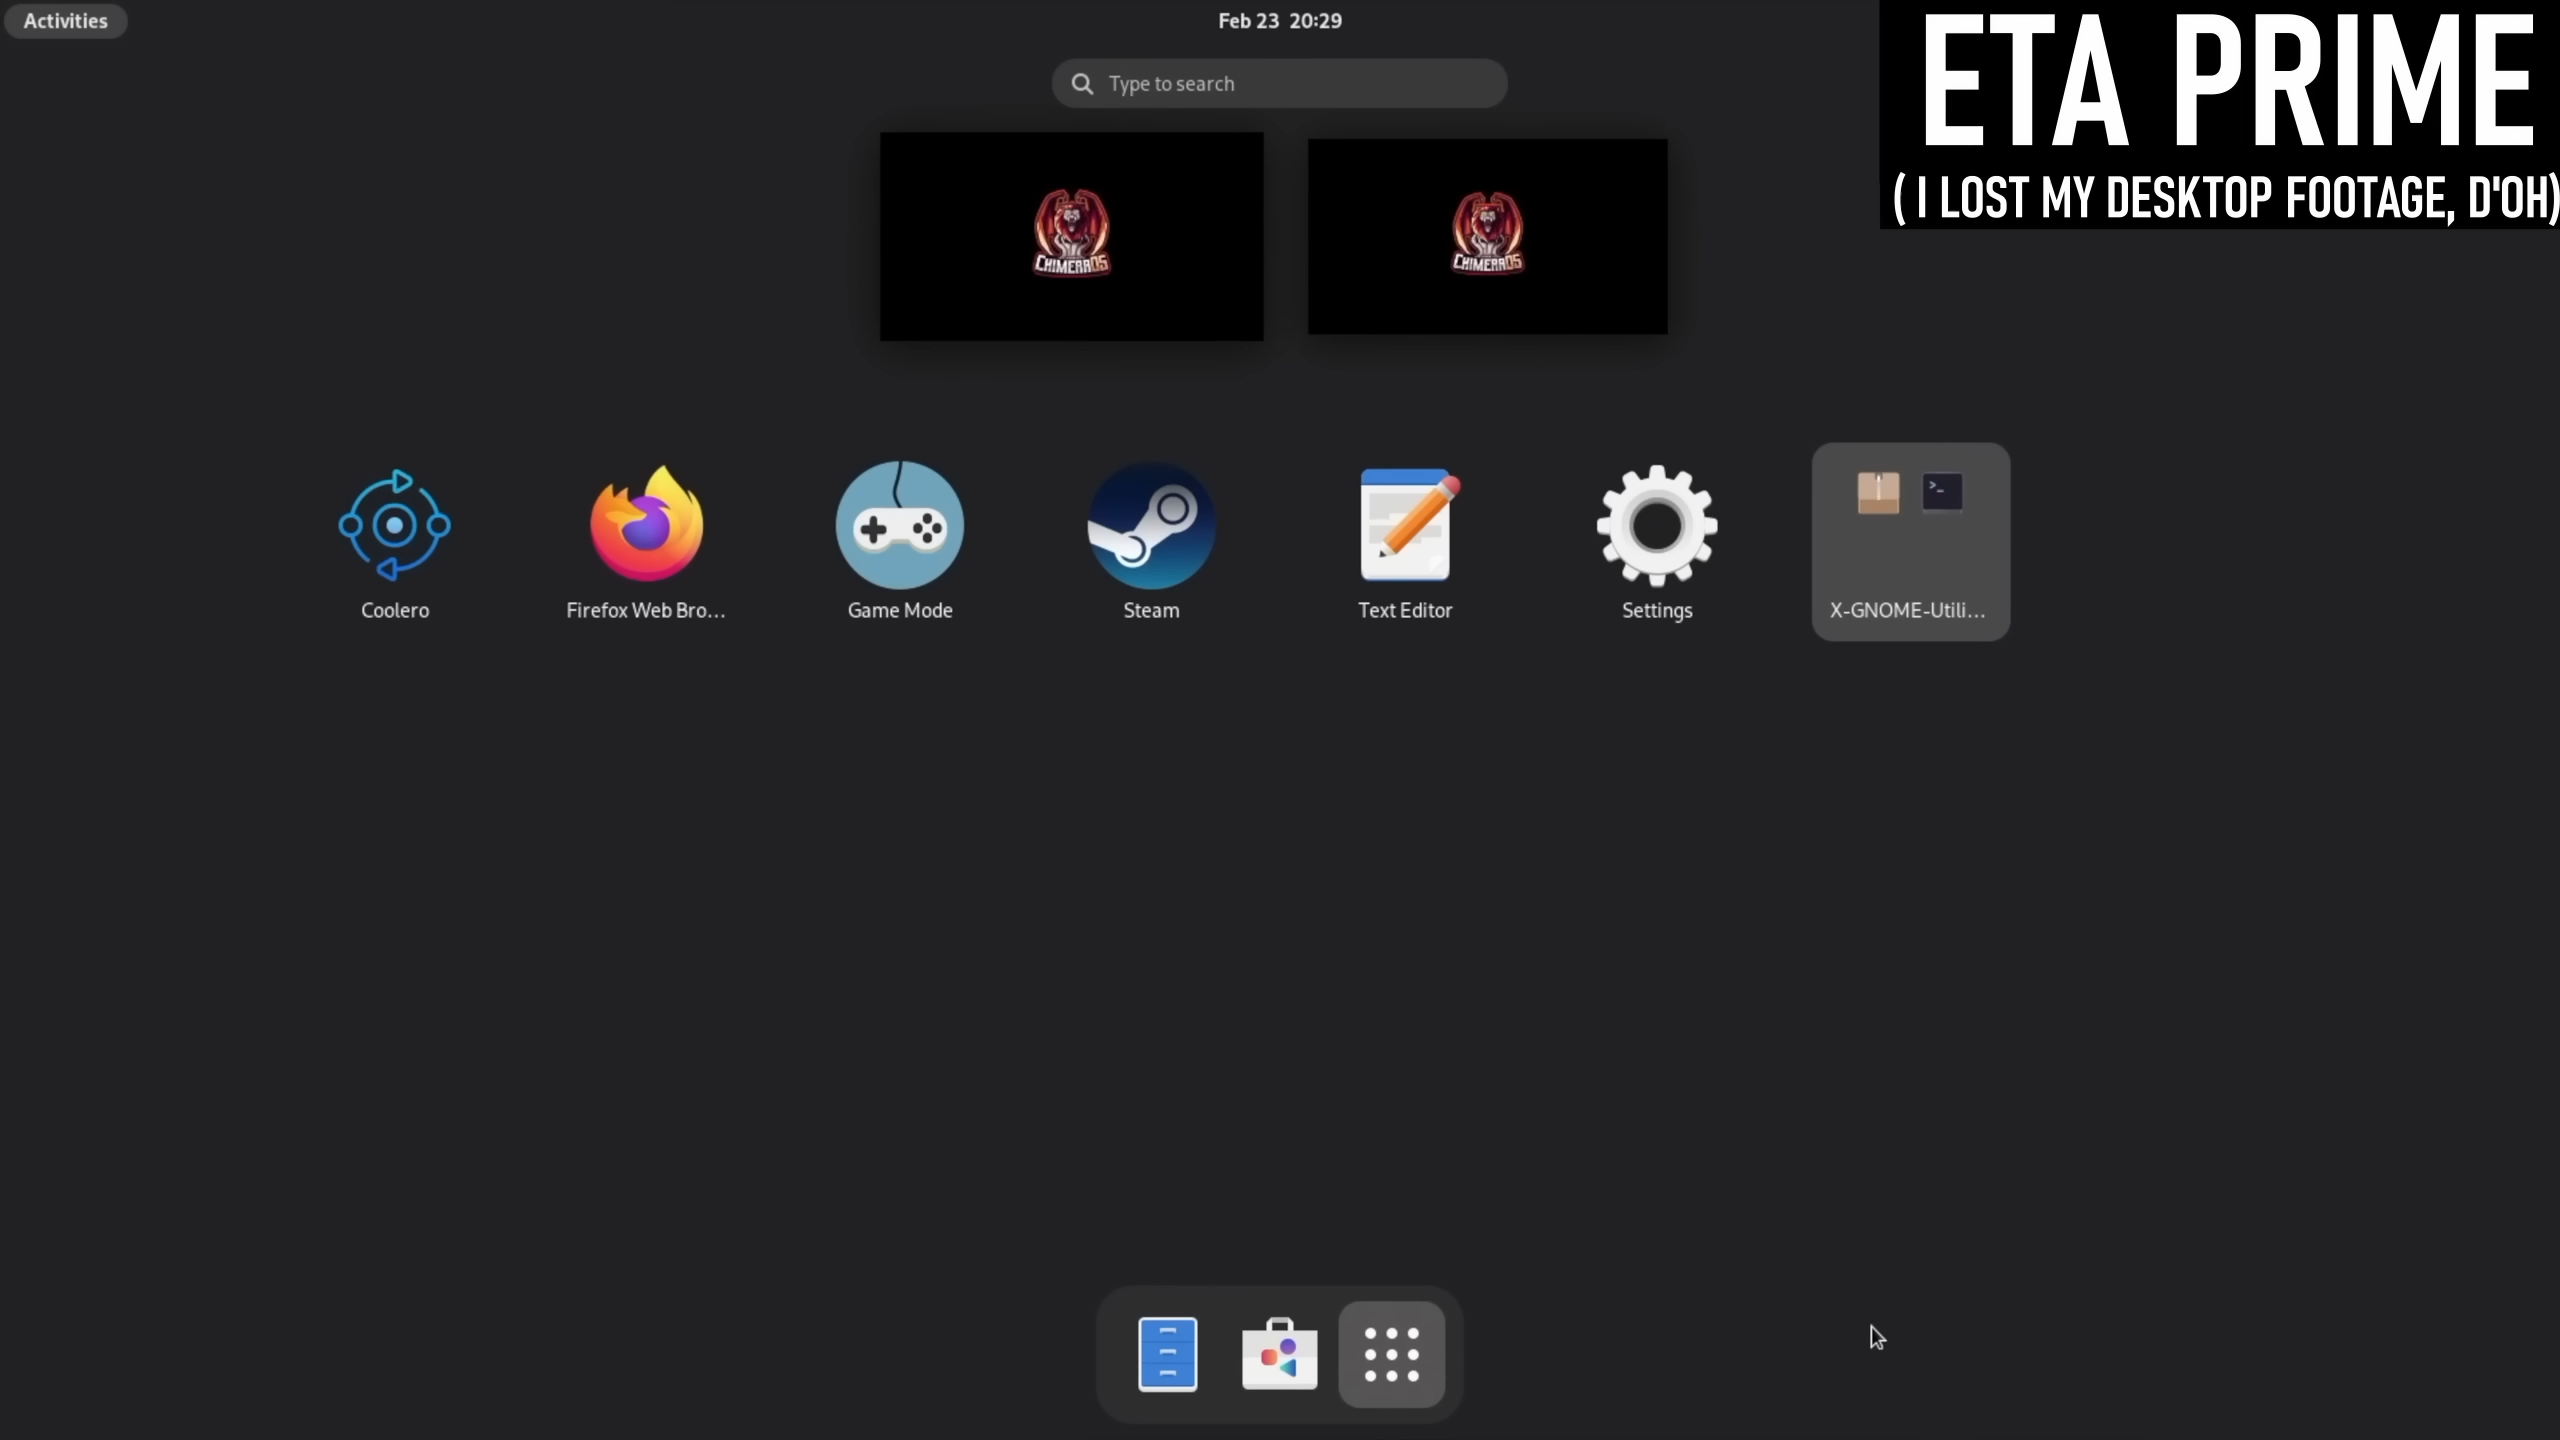 Activities
Feb 23 20:29
ETA PRIME
( I LOST MY DESKTOP FOOTAGE, D'OH)
Type to search
CHIMERAOS
CHIMERAOS
Coolero
Firefox Web Bro...
Game Mode
Steam
Text Editor
Settings
>_
X-GNOME-Utili...